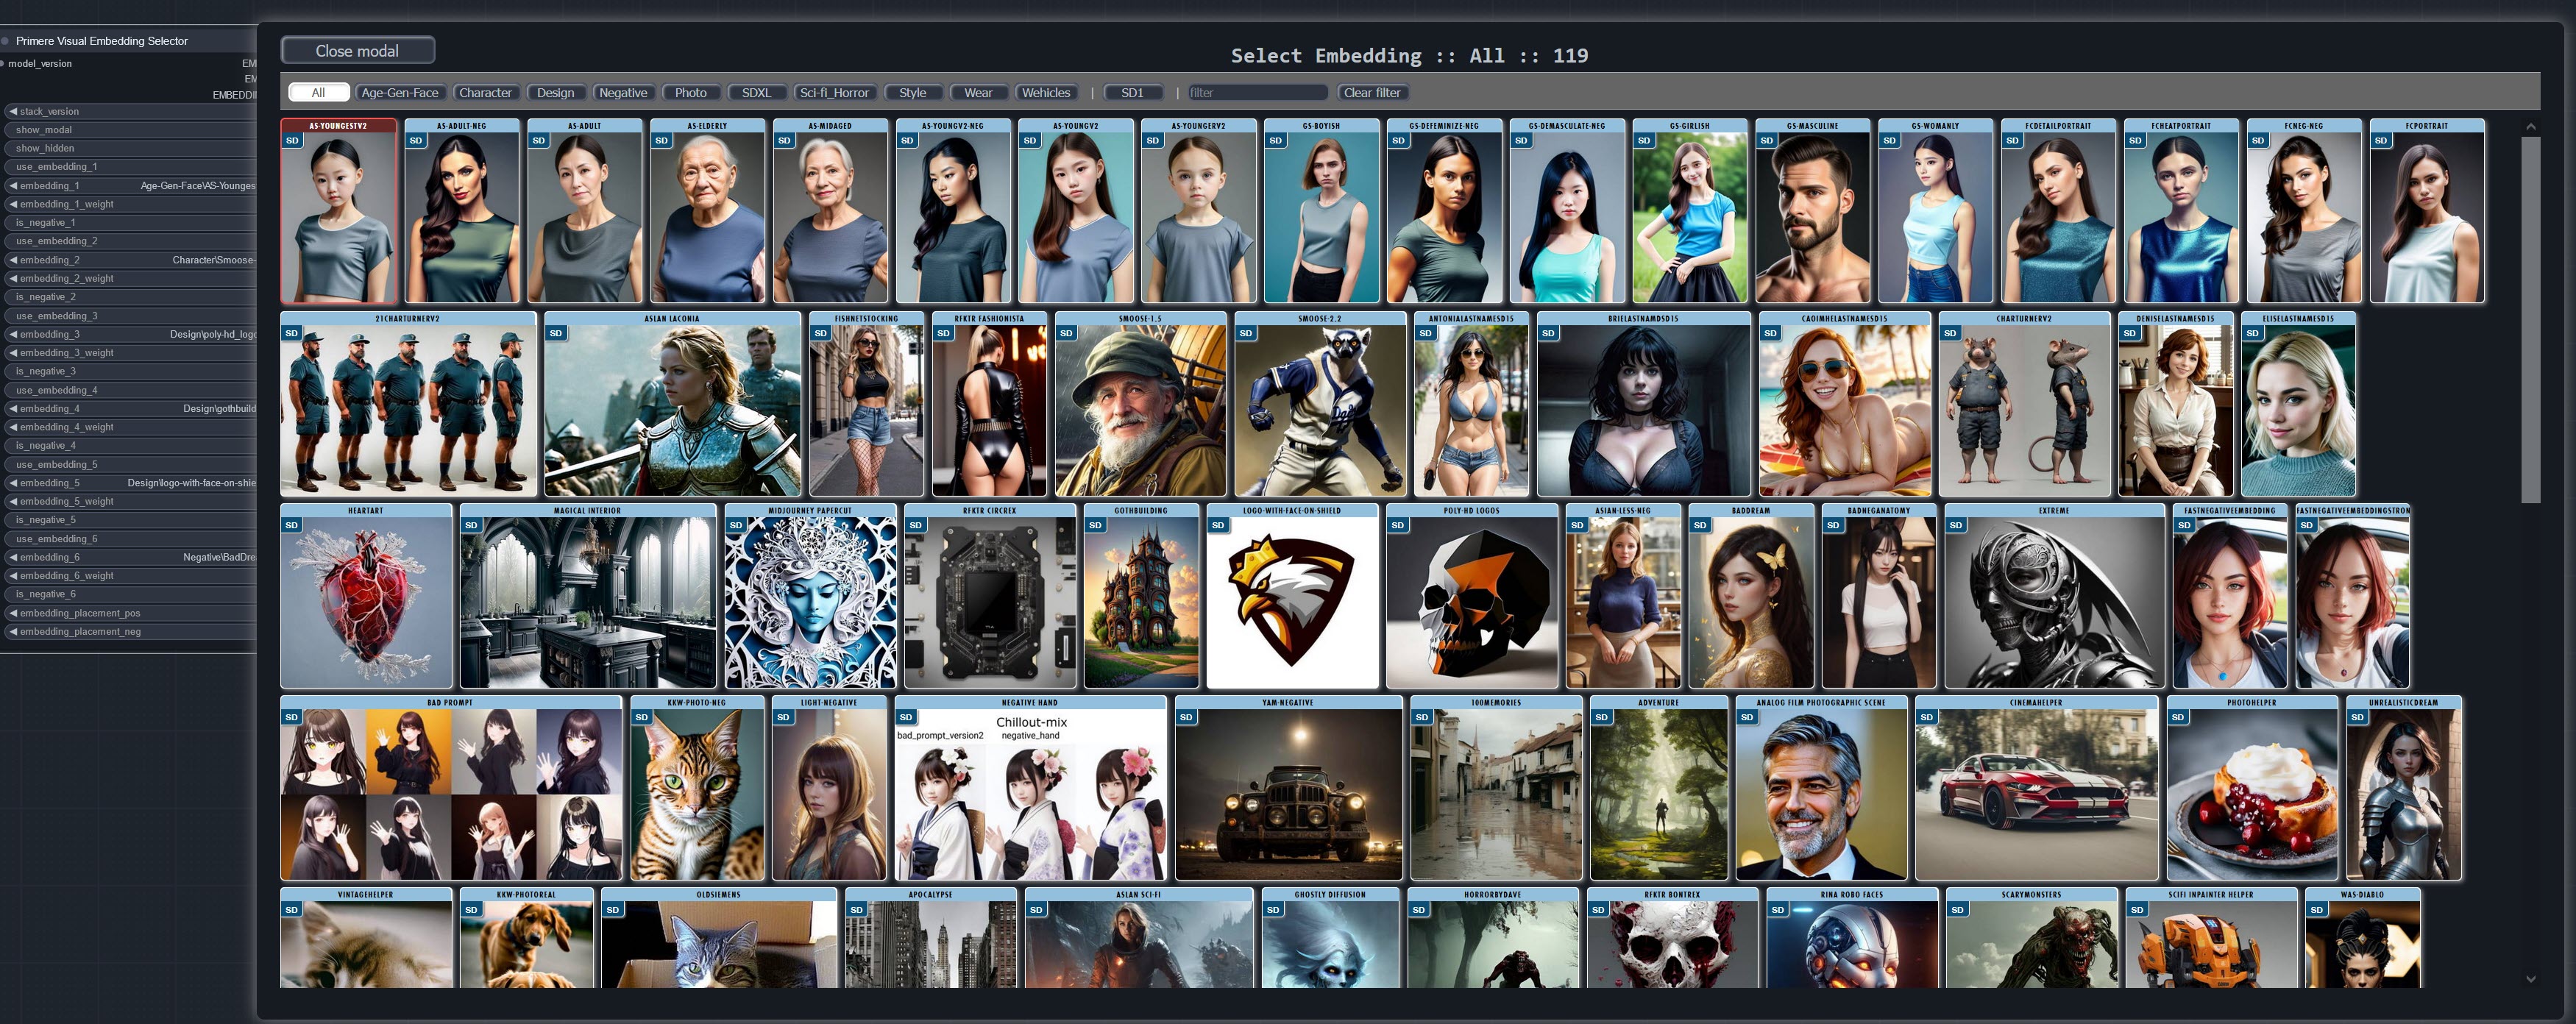 Primere Visual Embedding Selector
model_version
EM
EM
EMBEDDIN
stack_version
show_modal
show_hidden
use_embedding_1
embedding_1 Age-Gen-Face\AS-Younges
embedding_1_weight
is_negative_1
use_embedding_2
embedding_2 Character\Smoose-
embedding_2_weight
is_negative_2
use_embedding_3
embedding_3 Design\poly-hd_logo
embedding_3_weight
is_negative_3
use_embedding_4
embedding_4 Design\gothbuild
embedding_4_weight
is_negative_4
use_embedding_5
embedding_5 Design\logo-with-face-on-shie
embedding_5_weight
is_negative_5
use_embedding_6
embedding_6 Negative\BadDre
embedding_6_weight
is_negative_6
embedding_placement_pos
embedding_placement_neg
Close modal
Select Embedding :: All :: 119
All Age-Gen-Face Character Design Negative Photo SDXL Sci-fi_Horror Style Wear Wehicles | SD1 | filter Clear filter
AS-YOUNGESTV2 AS-ADULT-NEG AS-ADULT AS-ELDERLY AS-MIDAGED AS-YOUNGV2-NEG AS-YOUNGV2 AS-YOUNGERV2 GS-BOYISH GS-DEFEMINIZE-NEG GS-DEMASCULATE-NEG GS-GIRLISH GS-MASCULINE GS-WOMANLY FCDETAILPORTRAIT FCHEATPORTRAIT FCNEG-NEG FCPORTRAIT
SD SD SD SD SD SD SD SD SD SD SD SD SD SD SD SD SD SD
21CHARTURNERV2 ASLAN LACONIA FISHNETSTOCKING RFKTR FASHIONISTA SMOOSE-1.5 SMOOSE-2.2 ANTONIALASTNAMESD15 BRIELASTNAMDSD15 CAOIMHELASTNAMESD15 CHARTURNERV2 DENISELASTNAMESD15 ELISELASTNAMESD15
SD SD SD SD SD SD SD SD SD SD SD SD
HEARTART MAGICAL INTERIOR MIDJOURNEY PAPERCUT RFKTR CIRCREX GOTHBUILDING LOGO-WITH-FACE-ON-SHIELD POLY-HD LOGOS ASIAN-LESS-NEG BADDREAM BADNEGANATOMY EXTREME FASTNEGATIVEEMBEDDING FASTNEGATIVEEMBEDDINGSTRON
SD SD SD SD SD SD SD SD SD SD SD SD SD
BAD PROMPT KKW-PHOTO-NEG LIGHT-NEGATIVE NEGATIVE HAND YAM-NEGATIVE 100MEMORIES ADVENTURE ANALOG FILM PHOTOGRAPHIC SCENE CINEMAHELPER PHOTOHELPER UNREALISTICDREAM
SD SD SD SD SD SD SD SD SD SD SD
Chillout-mix
bad_prompt_version2 negative_hand
VINTAGEHELPER KKW-PHOTOREAL OLDSIEMENS APOCALYPSE ASLAN SCI-FI GHOSTLY DIFFUSION HORRORBYDAVE RFKTR BONTREX RINA ROBO FACES SCARYMONSTERS SCIFI INPAINTER HELPER WAS-DIABLO
SD SD SD SD SD SD SD SD SD SD SD SD